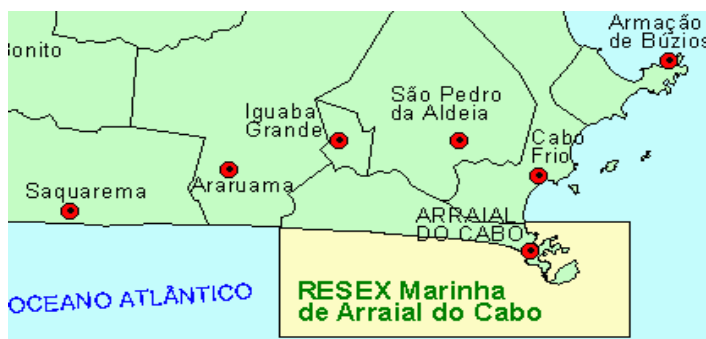 Armação
de Búzios
Bonito
São Pedro
da Aldeia
Iguaba
Grande
Cabo
Frio
Saquarema
Araruama
ARRAIAL
DO CABO
OCEANO ATLÂNTICO
RESEX Marinha
de Arraial do Cabo